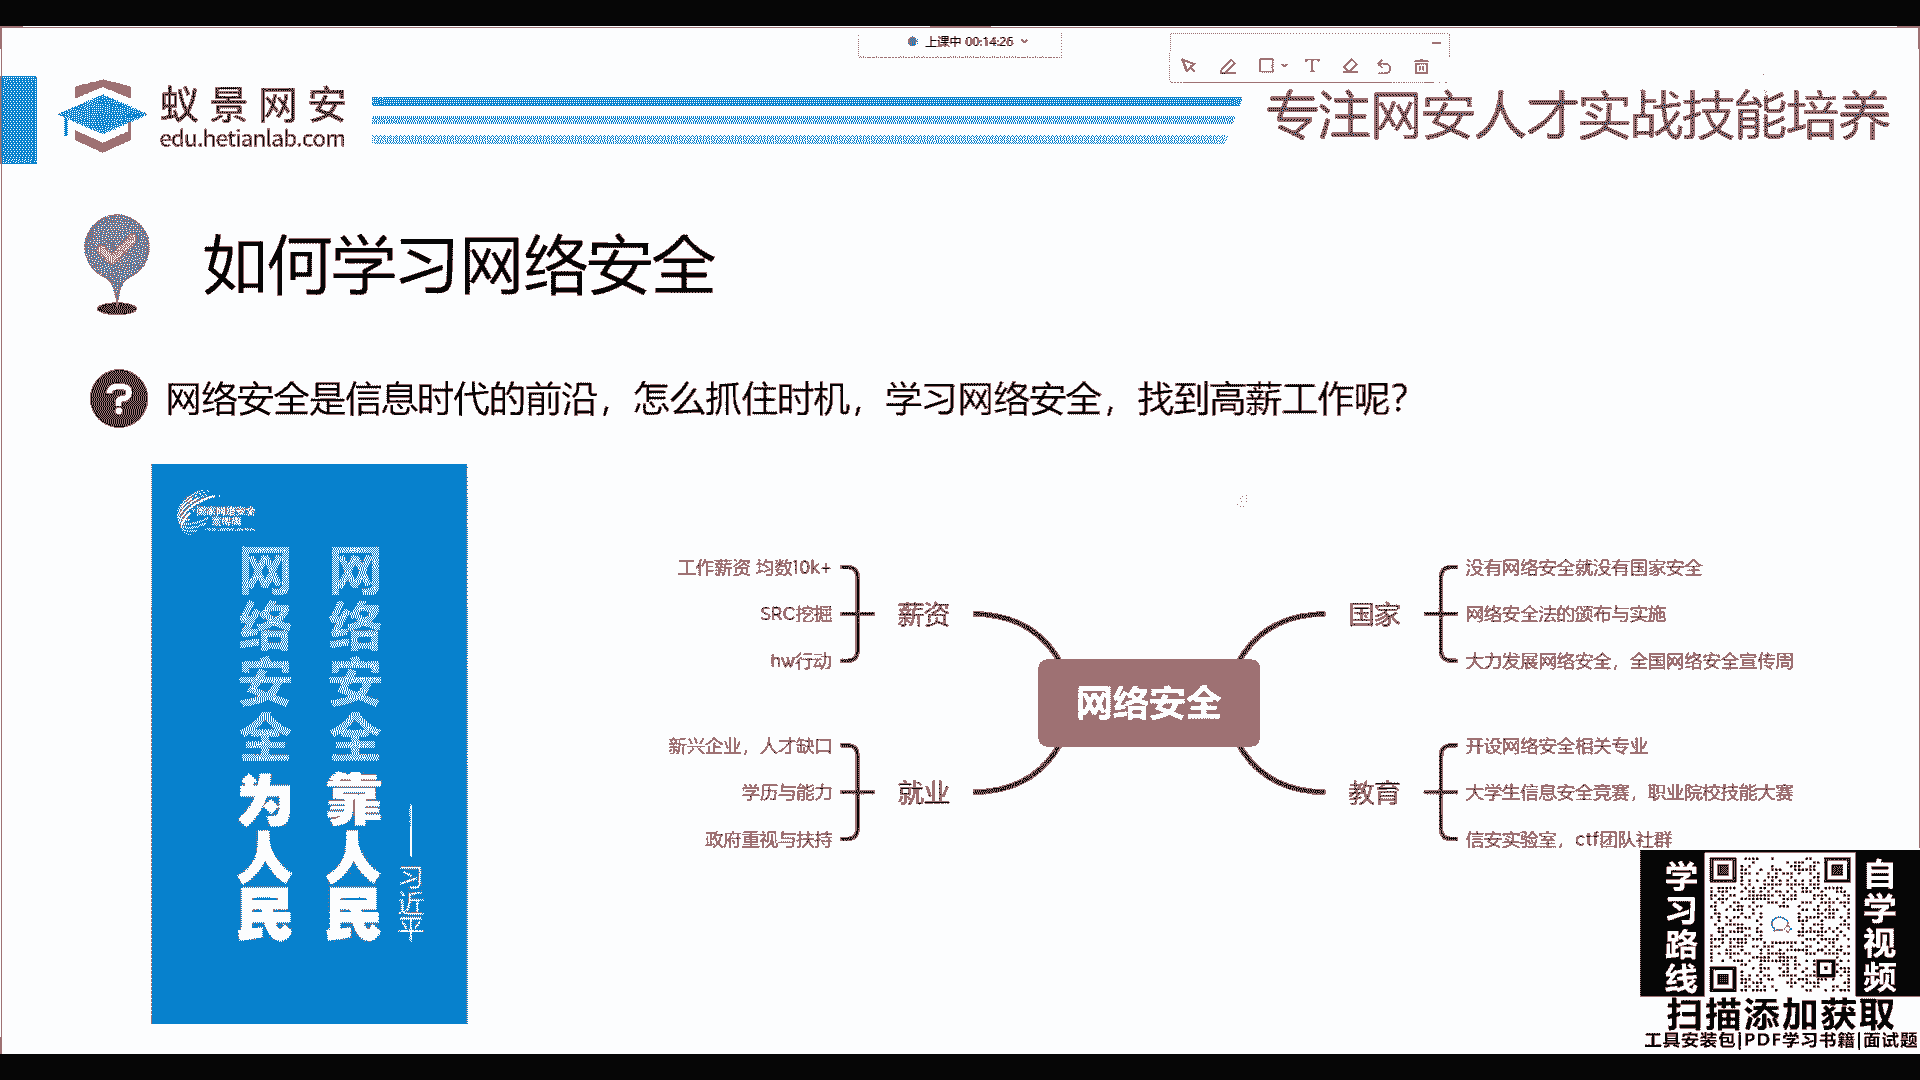 上课中 00:14:26
蚁景网安
edu.hetianlab.com
专注网安人才实战技能培养
如何学习网络安全
网络安全是信息时代的前沿，怎么抓住时机，学习网络安全，找到高薪工作呢？
国家网络安全
宣传周
网络安全为人民
网络安全靠人民
——习近平
工作薪资 均数10k+
SRC挖掘
hw行动
薪资
新兴企业，人才缺口
学历与能力
政府重视与扶持
就业
网络安全
国家
没有网络安全就没有国家安全
网络安全法的颁布与实施
大力发展网络安全，全国网络安全宣传周
教育
开设网络安全相关专业
大学生信息安全竞赛，职业院校技能大赛
信安实验室，ctf团队社群
学习路线
自学视频
扫描添加获取
工具安装包|PDF学习书籍|面试题